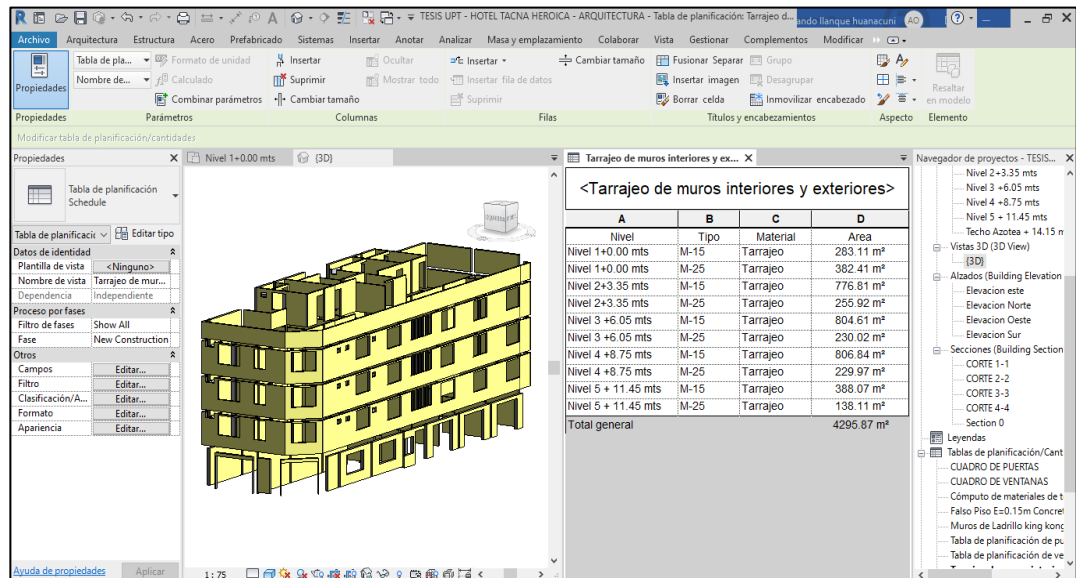 TESIS UPT - HOTEL TACNA HEROICA - ARQUITECTURA - Tabla de planificación: Tarrajeo d... ando llanque huanacuni AO
Archivo Arquitectura Estructura Acero Prefabricado Sistemas Insertar Anotar Analizar Masa y emplazamiento Colaborar Vista Gestionar Complementos Modificar
Tabla de pla... Formato de unidad Insertar Ocultar Insertar Cambiar tamaño Fusionar Separar Grupo
Nombre de... Calculado Suprimir Mostrar todo Insertar fila de datos Insertar imagen Desagrupar Resaltar en modelo
Propiedades Combinar parámetros Cambiar tamaño Suprimir Borrar celda Inmovilizar encabezado
Propiedades Parámetros Columnas Filas Títulos y encabezamientos Aspecto Elemento
Modificar tabla de planificación/cantidades
Propiedades X
Tabla de planificación
Schedule
Tabla de planificació Editar tipo
Datos de identidad
Plantilla de vista <Ninguno>
Nombre de vista Tarrajeo de mur...
Dependencia Independiente
Proceso por fases
Filtro de fases Show All
Fase New Construction
Otros
Campos Editar...
Filtro Editar...
Clasificación/A... Editar...
Formato Editar...
Apariencia Editar...
Ayuda de propiedades Aplicar
Nivel 1+0.00 mts {3D}
1 : 75
Tarrajeo de muros interiores y ex... X
<Tarrajeo de muros interiores y exteriores>
A B C D
Nivel Tipo Material Area
Nivel 1+0.00 mts M-15 Tarrajeo 283.11 m²
Nivel 1+0.00 mts M-25 Tarrajeo 382.41 m²
Nivel 2+3.35 mts M-15 Tarrajeo 776.81 m²
Nivel 2+3.35 mts M-25 Tarrajeo 255.92 m²
Nivel 3 +6.05 mts M-15 Tarrajeo 804.61 m²
Nivel 3 +6.05 mts M-25 Tarrajeo 230.02 m²
Nivel 4 +8.75 mts M-15 Tarrajeo 806.84 m²
Nivel 4 +8.75 mts M-25 Tarrajeo 229.97 m²
Nivel 5 + 11.45 mts M-15 Tarrajeo 388.07 m²
Nivel 5 + 11.45 mts M-25 Tarrajeo 138.11 m²
Total general 4295.87 m²
Navegador de proyectos - TESIS... X
Nivel 2+3.35 mts
Nivel 3 +6.05 mts
Nivel 4 +8.75 mts
Nivel 5 + 11.45 mts
Techo Azotea + 14.15 m
Vistas 3D (3D View)
{3D}
Alzados (Building Elevation
Elevacion este
Elevacion Norte
Elevacion Oeste
Elevacion Sur
Secciones (Building Section
CORTE 1-1
CORTE 2-2
CORTE 3-3
CORTE 4-4
Section 0
Leyendas
Tablas de planificación/Cant
CUADRO DE PUERTAS
CUADRO DE VENTANAS
Cómputo de materiales de t
Falso Piso E=0.15m Concret
Muros de Ladrillo king kong
Tabla de planificación de pu
Tabla de planificación de ve